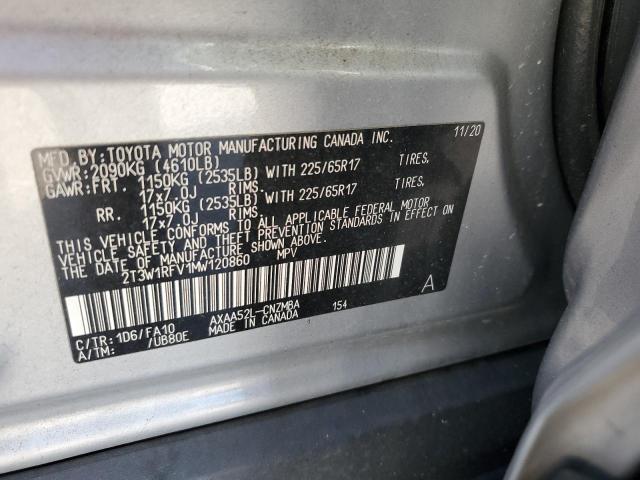 MFD. BY: TOYOTA MOTOR MANUFACTURING CANADA INC. 11/20
GVWR: 2090KG (4610LB)
GAWR: FRT. 1150KG (2535LB) WITH 225/65R17 TIRES,
17x7.0J RIMS.
RR. 1150KG (2535LB) WITH 225/65R17 TIRES,
17x7.0J RIMS.
THIS VEHICLE CONFORMS TO ALL APPLICABLE FEDERAL MOTOR
VEHICLE SAFETY AND THEFT PREVENTION STANDARDS IN EFFECT ON
THE DATE OF MANUFACTURE SHOWN ABOVE.
2T3W1RFV1MW120860 MPV
A
C/TR: 1D6/FA10 AXAA52L-CNZMBA 154
A/TM: /UB80E MADE IN CANADA